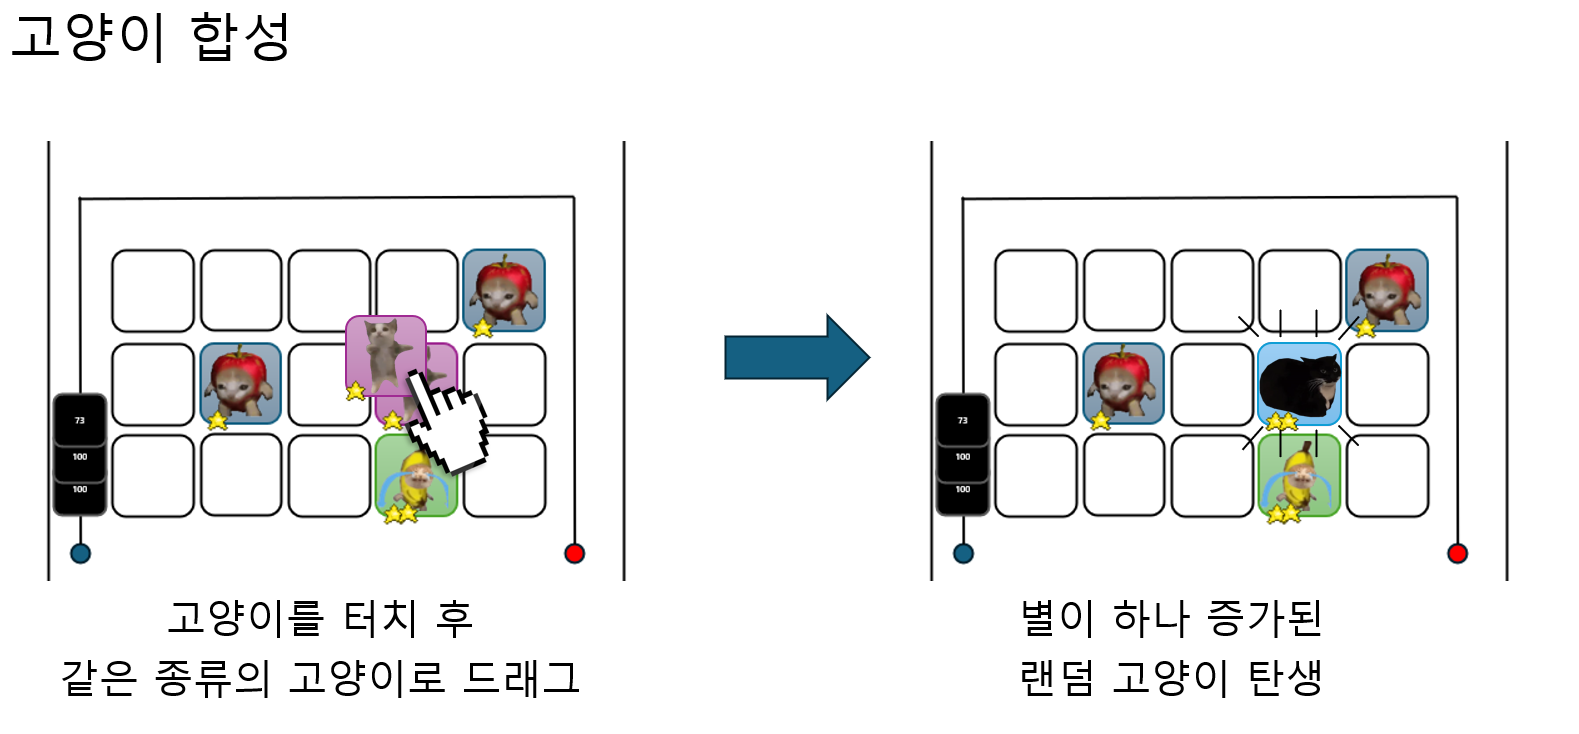 고양이 합성
73
100
100
73
100
100
고양이를 터치 후
같은 종류의 고양이로 드래그
별이 하나 증가된
랜덤 고양이 탄생